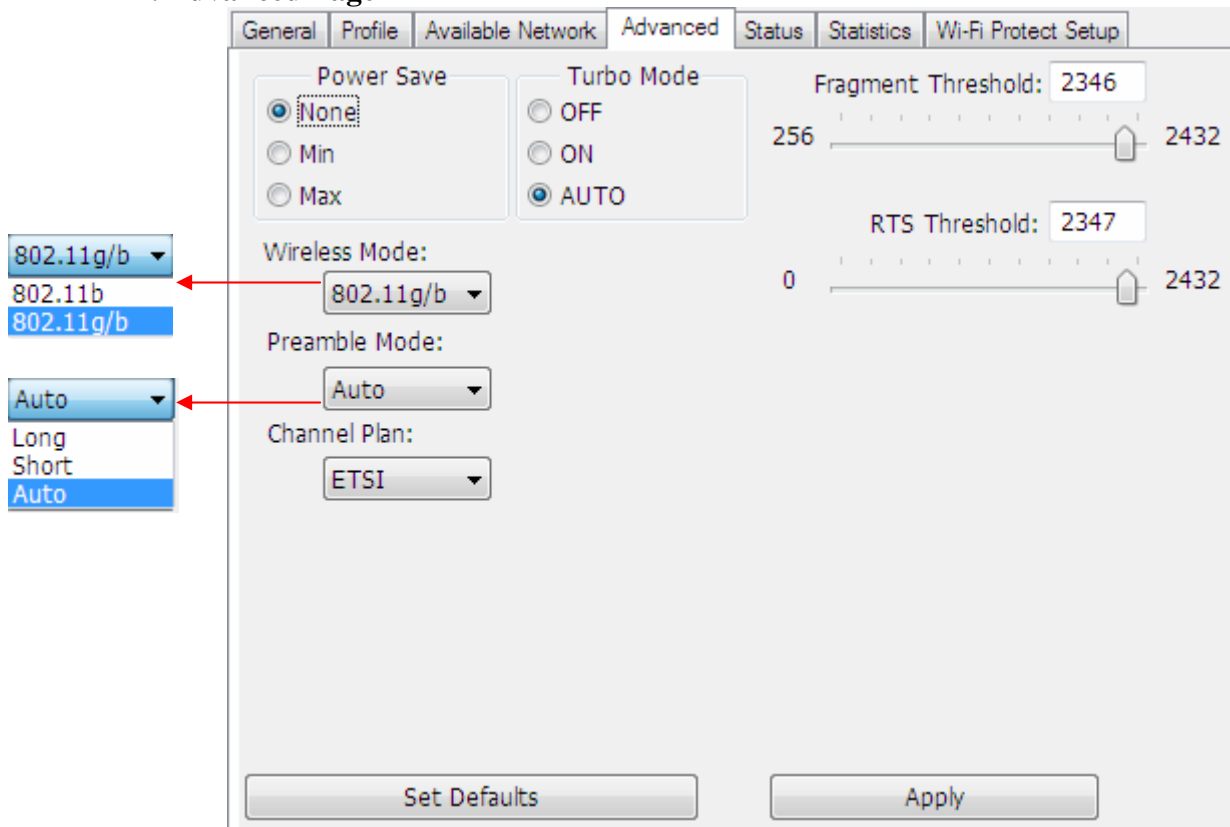 General Profile Available Network Advanced Status Statistics Wi-Fi Protect Setup
Power Save
None
Min
Max
Turbo Mode
OFF
ON
AUTO
Fragment Threshold: 2346
256 2432
RTS Threshold: 2347
0 2432
Wireless Mode:
802.11g/b
802.11g/b
802.11b
802.11g/b
Preamble Mode:
Auto
Auto
Long
Short
Auto
Channel Plan:
ETSI
Set Defaults Apply